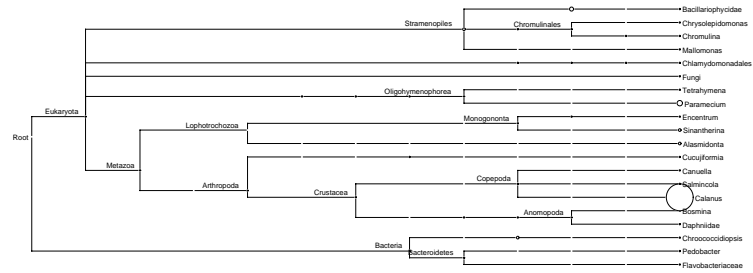 Bacillariophycidae
Stramenopiles
Chromulinales
Chrysolepidomonas
Chromulina
Mallomonas
Chlamydomonadales
Fungi
Oligohymenophorea
Tetrahymena
Paramecium
Eukaryota
Monogononta
Encentrum
Lophotrochozoa
Sinantherina
Root
Alasmidonta
Cucujiformia
Metazoa
Copepoda
Canuella
Arthropoda
Salmincola
Crustacea
Calanus
Anomopoda
Bosmina
Daphniidae
Chroococcidiopsis
Bacteria
Bacteroidetes
Pedobacter
Flavobacteriaceae